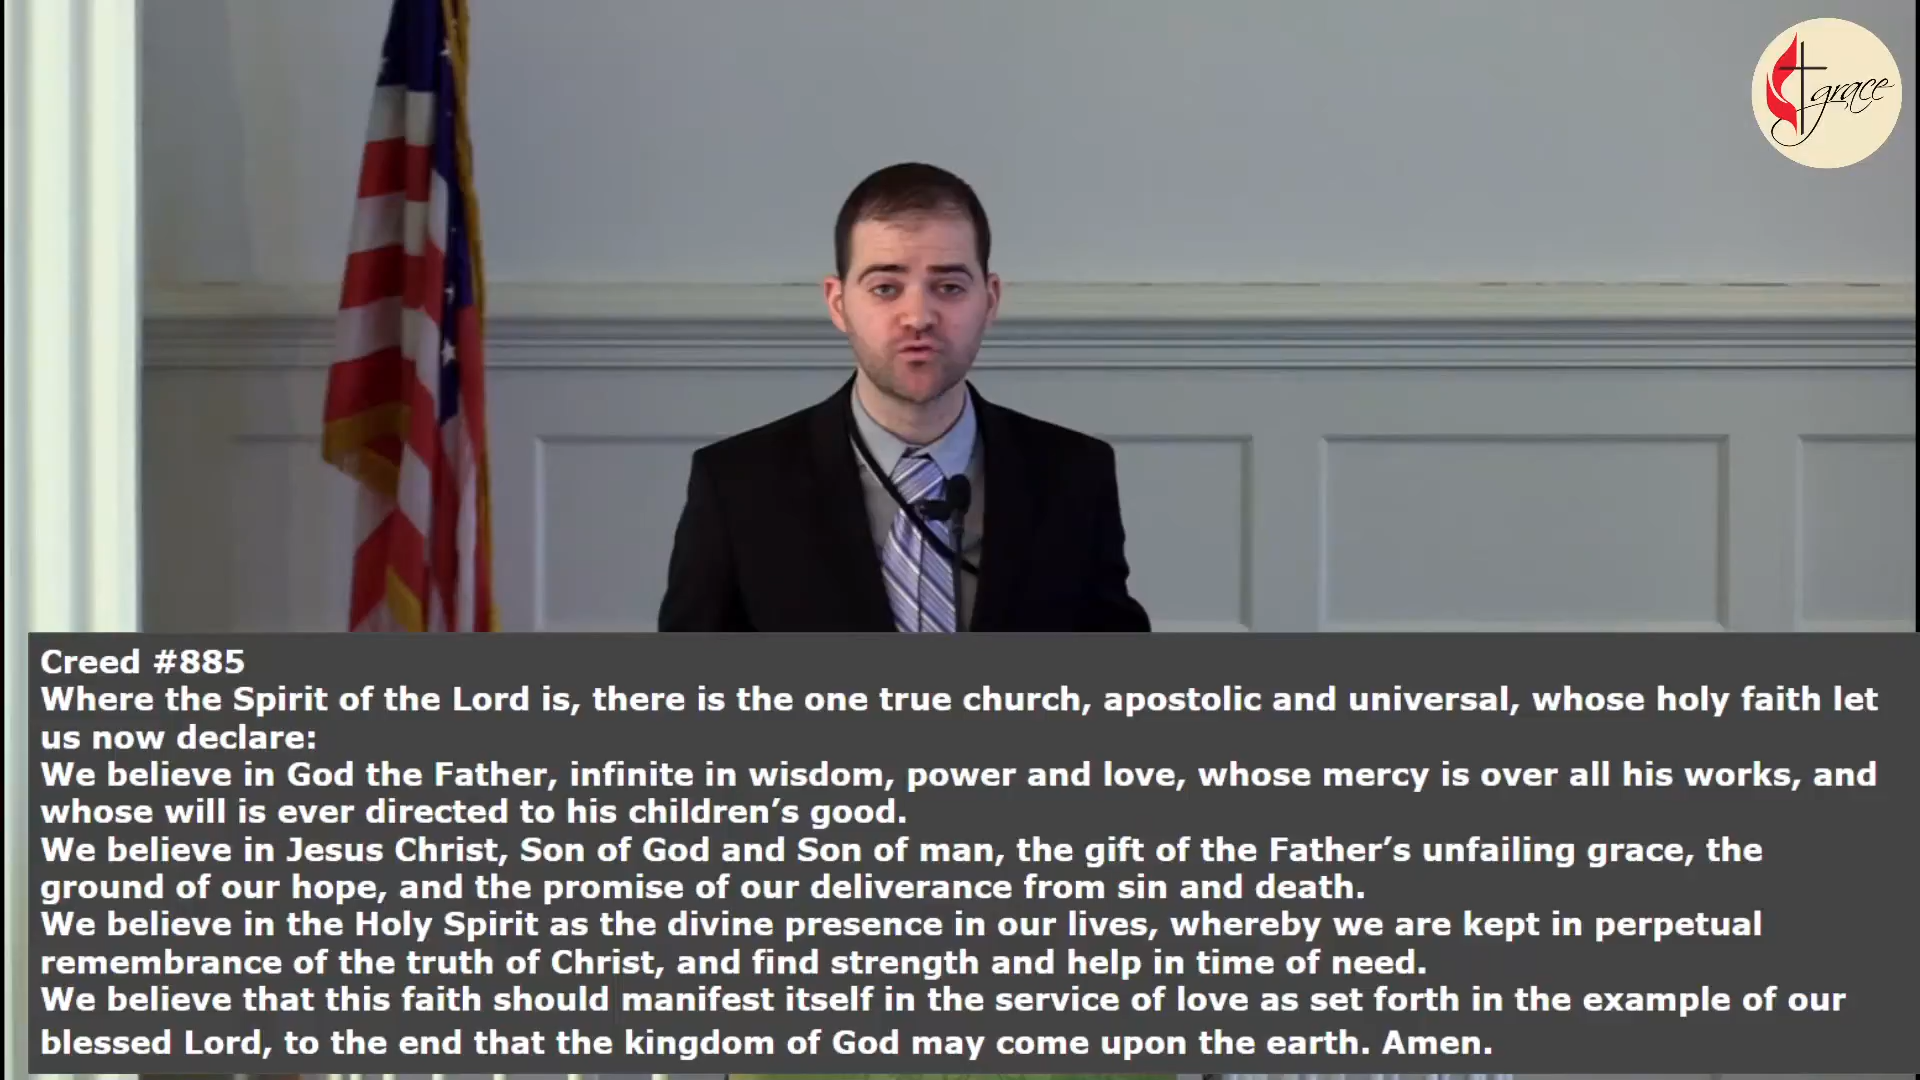 grace
Creed #885
Where the Spirit of the Lord is, there is the one true church, apostolic and universal, whose holy faith let
us now declare:
We believe in God the Father, infinite in wisdom, power and love, whose mercy is over all his works, and
whose will is ever directed to his children’s good.
We believe in Jesus Christ, Son of God and Son of man, the gift of the Father’s unfailing grace, the
ground of our hope, and the promise of our deliverance from sin and death.
We believe in the Holy Spirit as the divine presence in our lives, whereby we are kept in perpetual
remembrance of the truth of Christ, and find strength and help in time of need.
We believe that this faith should manifest itself in the service of love as set forth in the example of our
blessed Lord, to the end that the kingdom of God may come upon the earth. Amen.